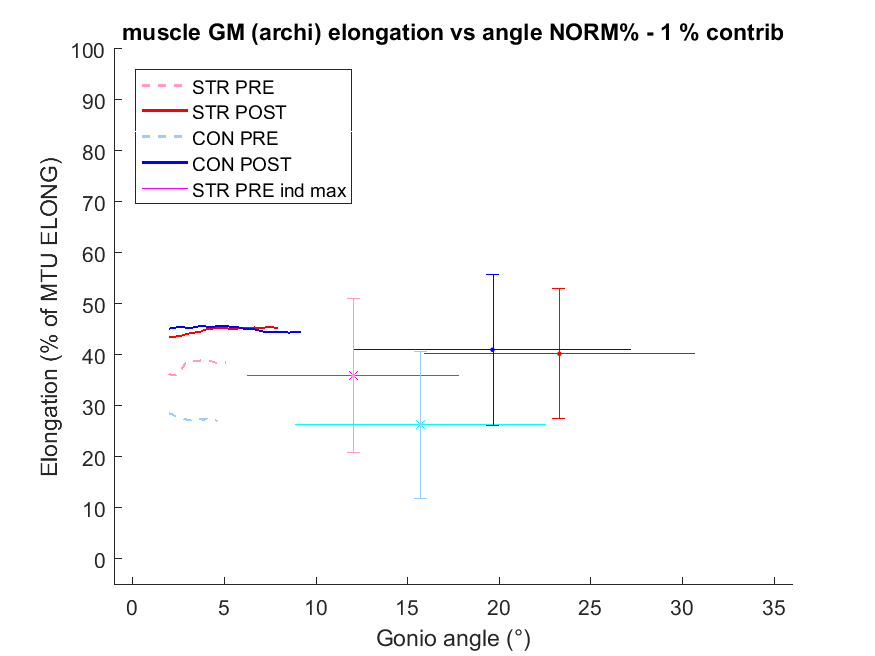 muscle GM (archi) elongation vs angle NORM% - 1 % contrib
100
90
80
70
60
50
40
30
20
10
0
Elongation (% of MTU ELONG)
STR PRE
STR POST
CON PRE
CON POST
STR PRE ind max
0 5 10 15 20 25 30 35
Gonio angle (°)